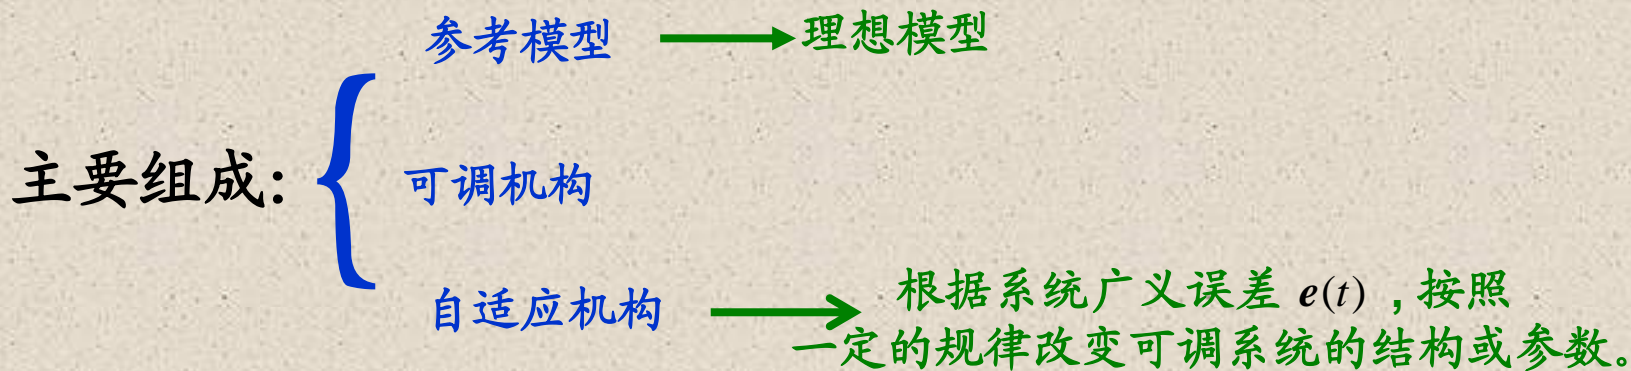 参考模型
理想模型
主要组成:
可调机构
自适应机构
根据系统广义误差 e(t) ,按照
一定的规律改变可调系统的结构或参数。